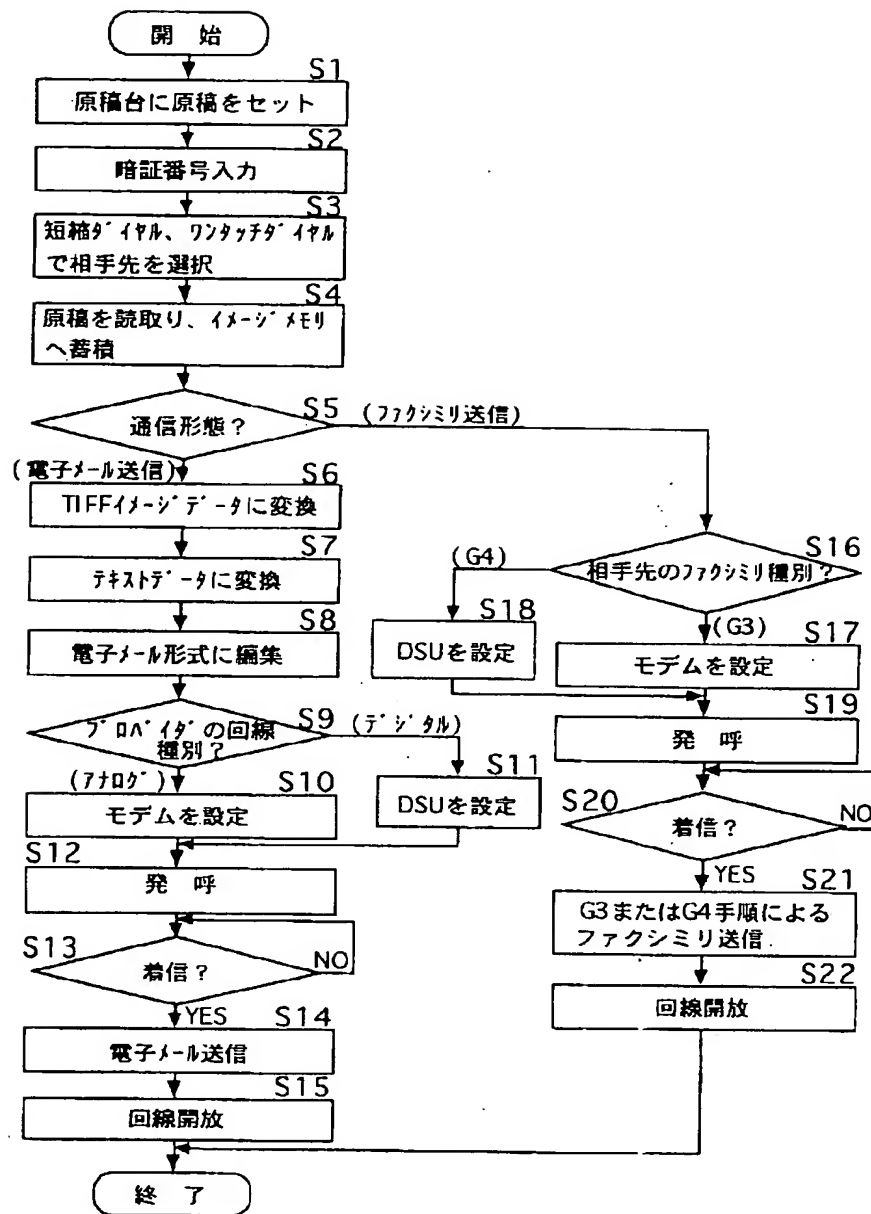 開 始
S1
原稿台に原稿をセット
S2
暗証番号入力
S3
短縮ﾀﾞｲﾔﾙ、ﾜﾝﾀｯﾁﾀﾞｲﾔﾙ
で相手先を選択
S4
原稿を読取り、ｲﾒｰｼﾞﾒﾓﾘ
へ蓄積
S5
通信形態？
(ﾌｧｸｼﾐﾘ送信)
(電子ﾒｰﾙ送信)
S6
TIFFｲﾒｰｼﾞﾃﾞｰﾀに変換
S7
ﾃｷｽﾄﾃﾞｰﾀに変換
S8
電子ﾒｰﾙ形式に編集
S9
ﾌﾟﾛﾊﾞｲﾀﾞの回線
種別？
(ﾃﾞｼﾞﾀﾙ)
(ｱﾅﾛｸﾞ)
S10
モデムを設定
S11
DSUを設定
S12
発 呼
S13
着信？
NO
YES
S14
電子ﾒｰﾙ送信
S15
回線開放
終 了
S16
相手先のﾌｧｸｼﾐﾘ種別？
(G4)
(G3)
S18
DSUを設定
S17
モデムを設定
S19
発 呼
S20
着信？
NO
YES
S21
G3またはG4手順による
ファクシミリ送信
S22
回線開放